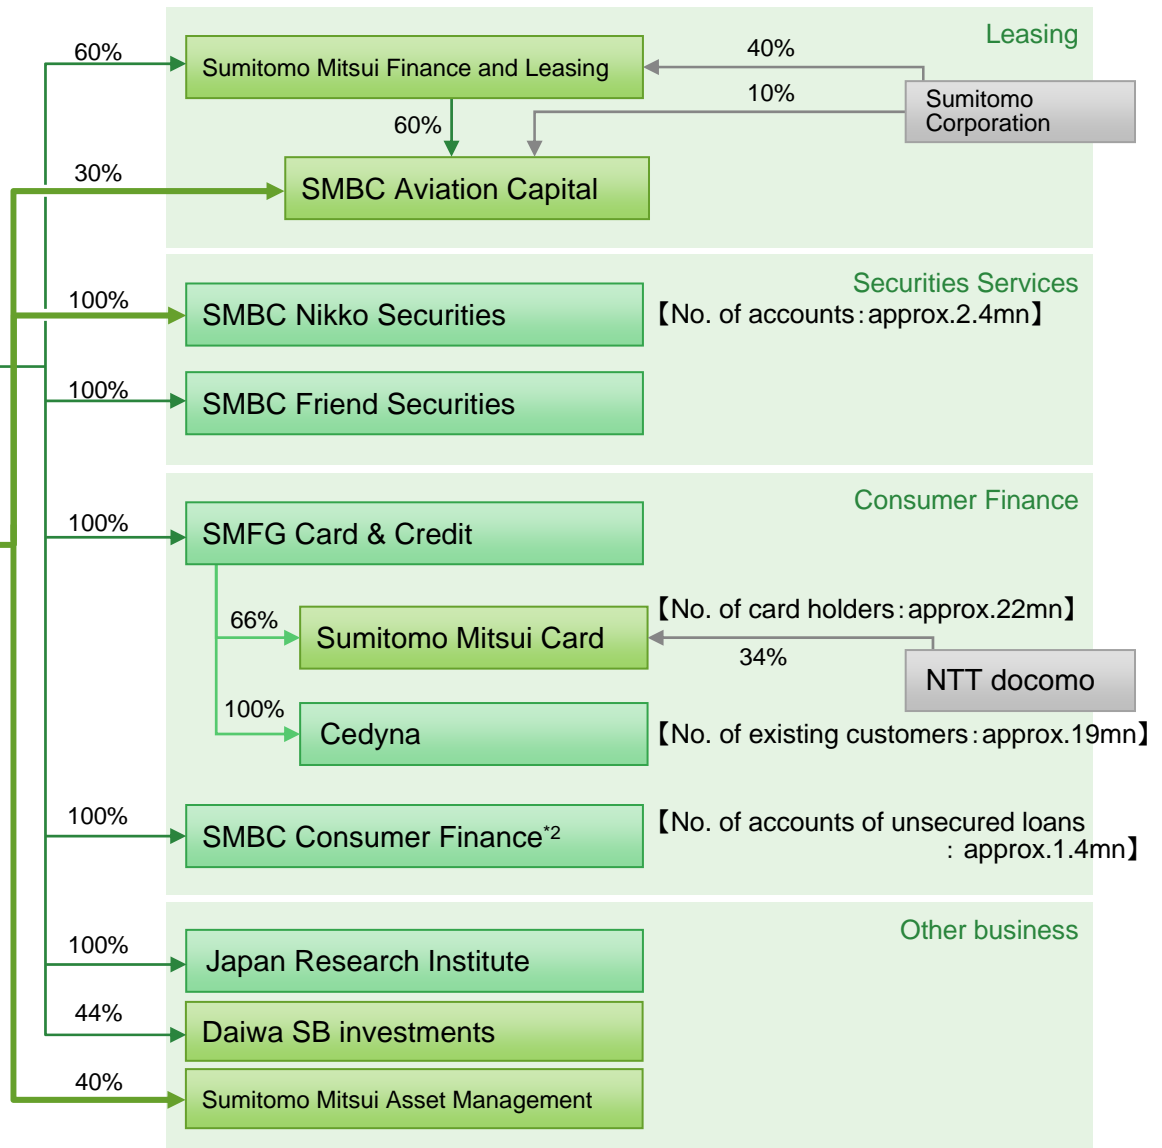 Leasing
60%
Sumitomo Mitsui Finance and Leasing
40%
10%
Sumitomo
Corporation
60%
30%
SMBC Aviation Capital
Securities Services
100%
SMBC Nikko Securities
【No. of accounts：approx.2.4mn】
100%
SMBC Friend Securities
Consumer Finance
100%
SMFG Card & Credit
66%
Sumitomo Mitsui Card
【No. of card holders：approx.22mn】
34%
NTT docomo
100%
Cedyna
【No. of existing customers：approx.19mn】
100%
SMBC Consumer Finance*2
【No. of accounts of unsecured loans
：approx.1.4mn】
Other business
100%
Japan Research Institute
44%
Daiwa SB investments
40%
Sumitomo Mitsui Asset Management